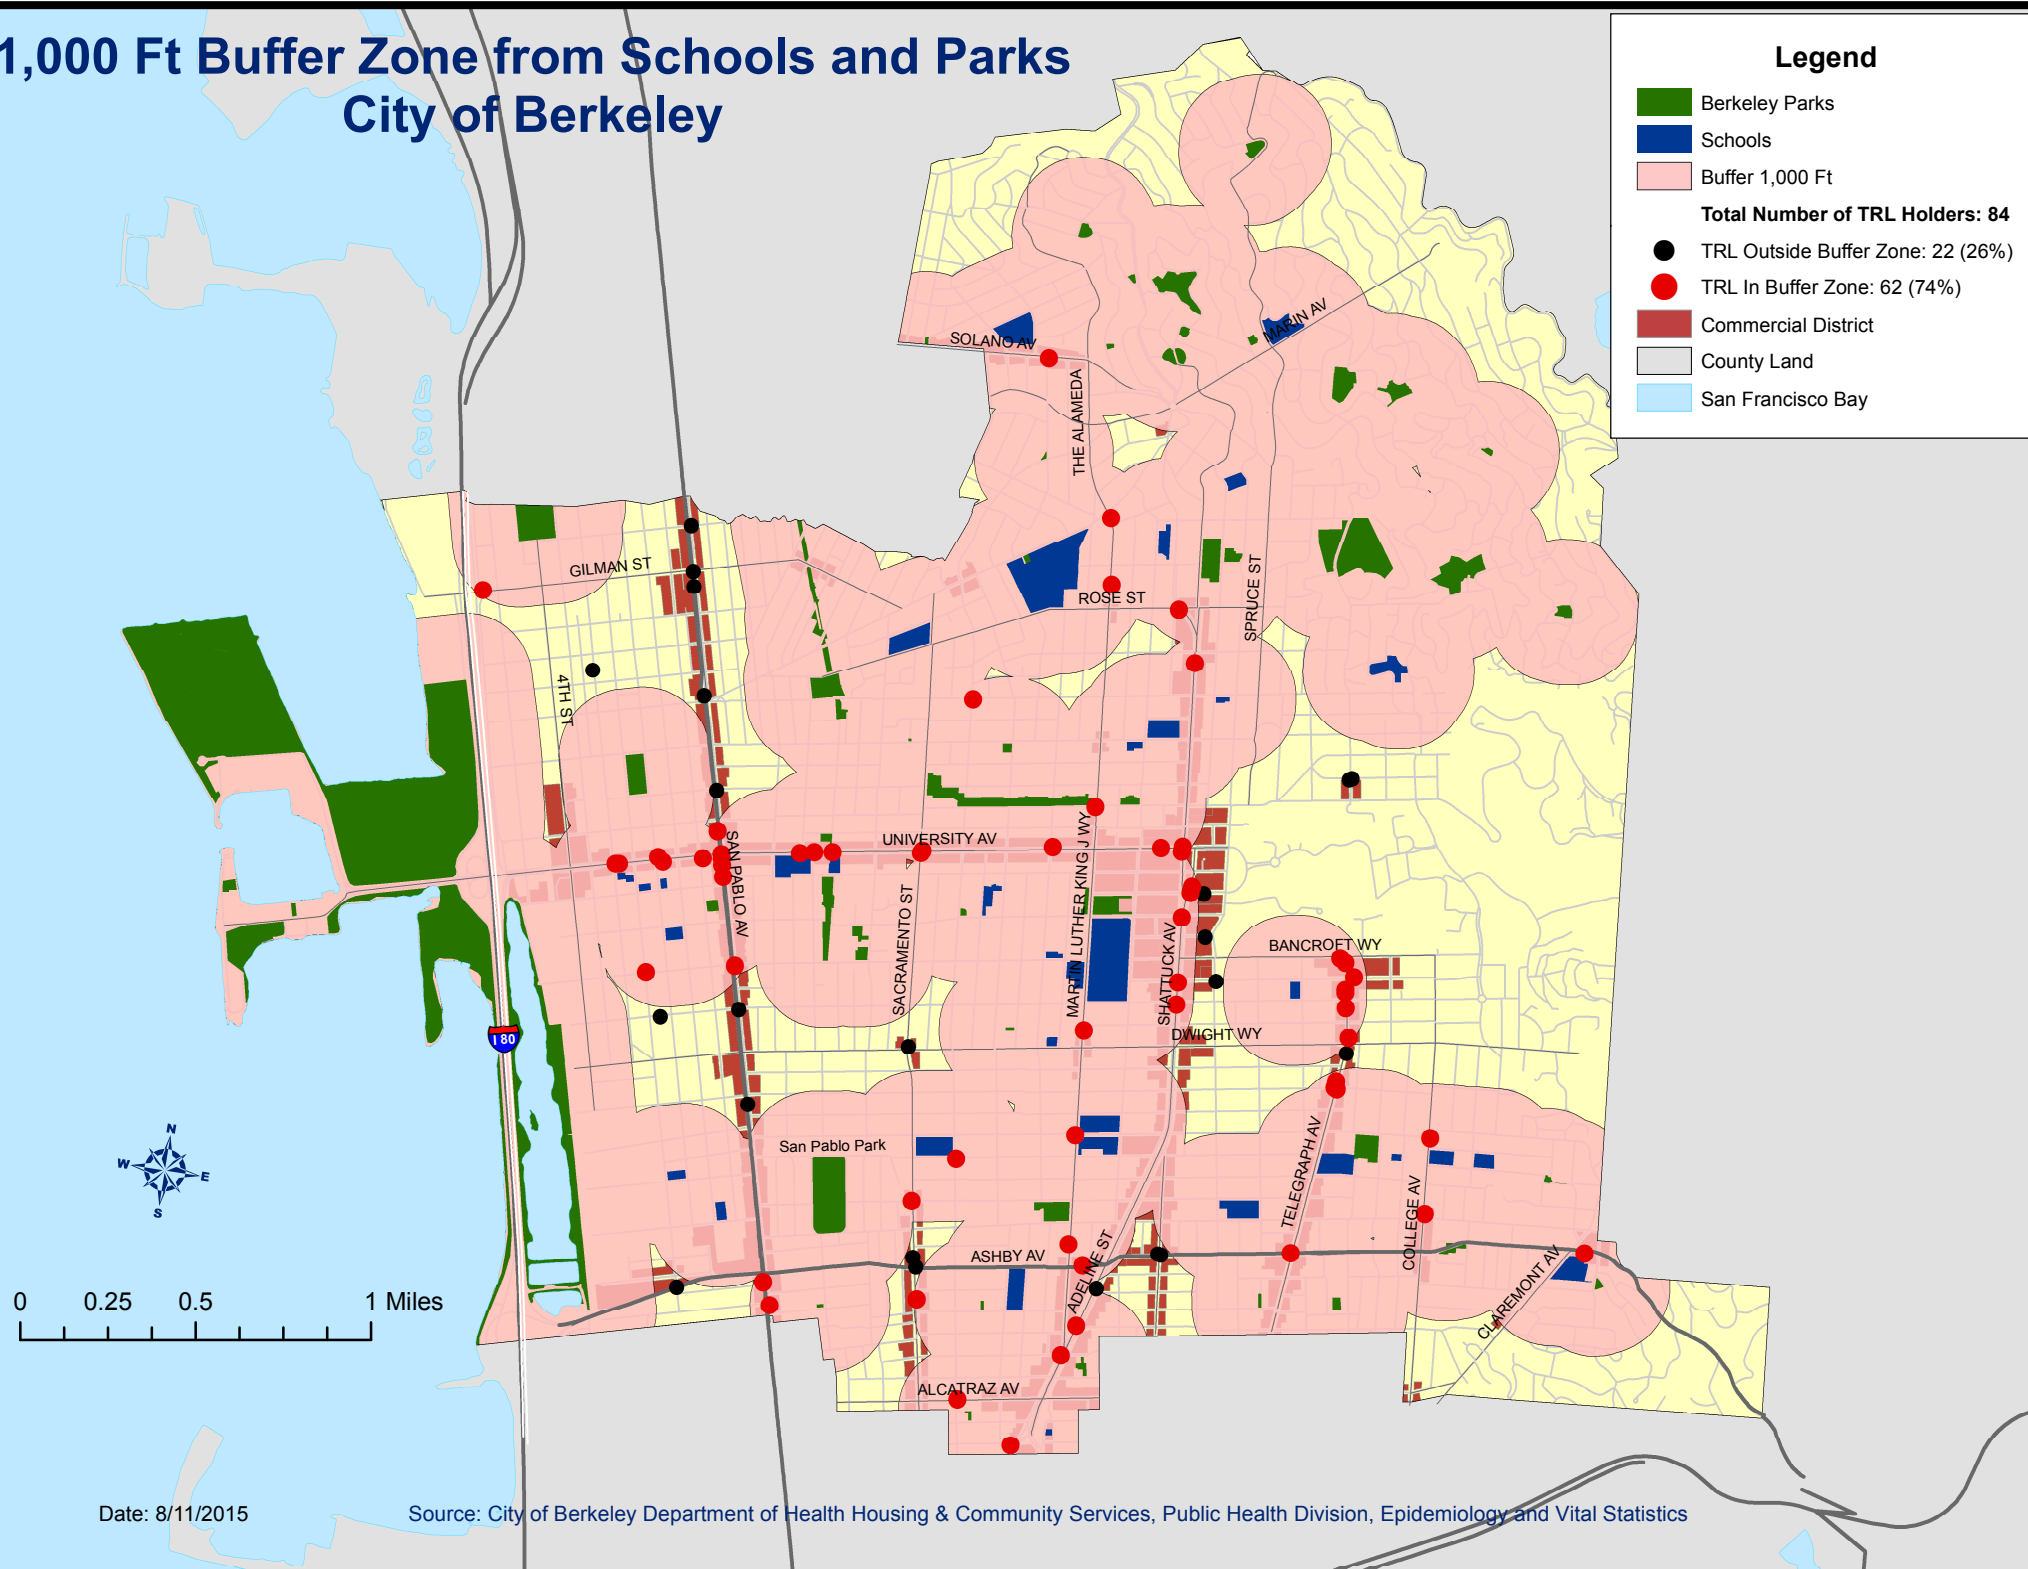 1,000 Ft Buffer Zone from Schools and Parks
City of Berkeley
Legend
Berkeley Parks
Schools
Buffer 1,000 Ft
Total Number of TRL Holders: 84
TRL Outside Buffer Zone: 22 (26%)
TRL In Buffer Zone: 62 (74%)
Commercial District
County Land
San Francisco Bay
MARIN AV
SOLANO AV
THE ALAMEDA
GILMAN ST
ROSE ST
SPRUCE ST
4TH ST
UNIVERSITY AV
SAN PABLO AV
SACRAMENTO ST
MARTIN LUTHER KING J WY
SHATTUCK AV
BANCROFT WY
DWIGHT WY
I 80
San Pablo Park
TELEGRAPH AV
COLLEGE AV
ASHBY AV
ADELINE ST
CLAREMONT AV
ALCATRAZ AV
N
W
E
S
0 0.25 0.5 1 Miles
Date: 8/11/2015
Source: City of Berkeley Department of Health Housing & Community Services, Public Health Division, Epidemiology and Vital Statistics